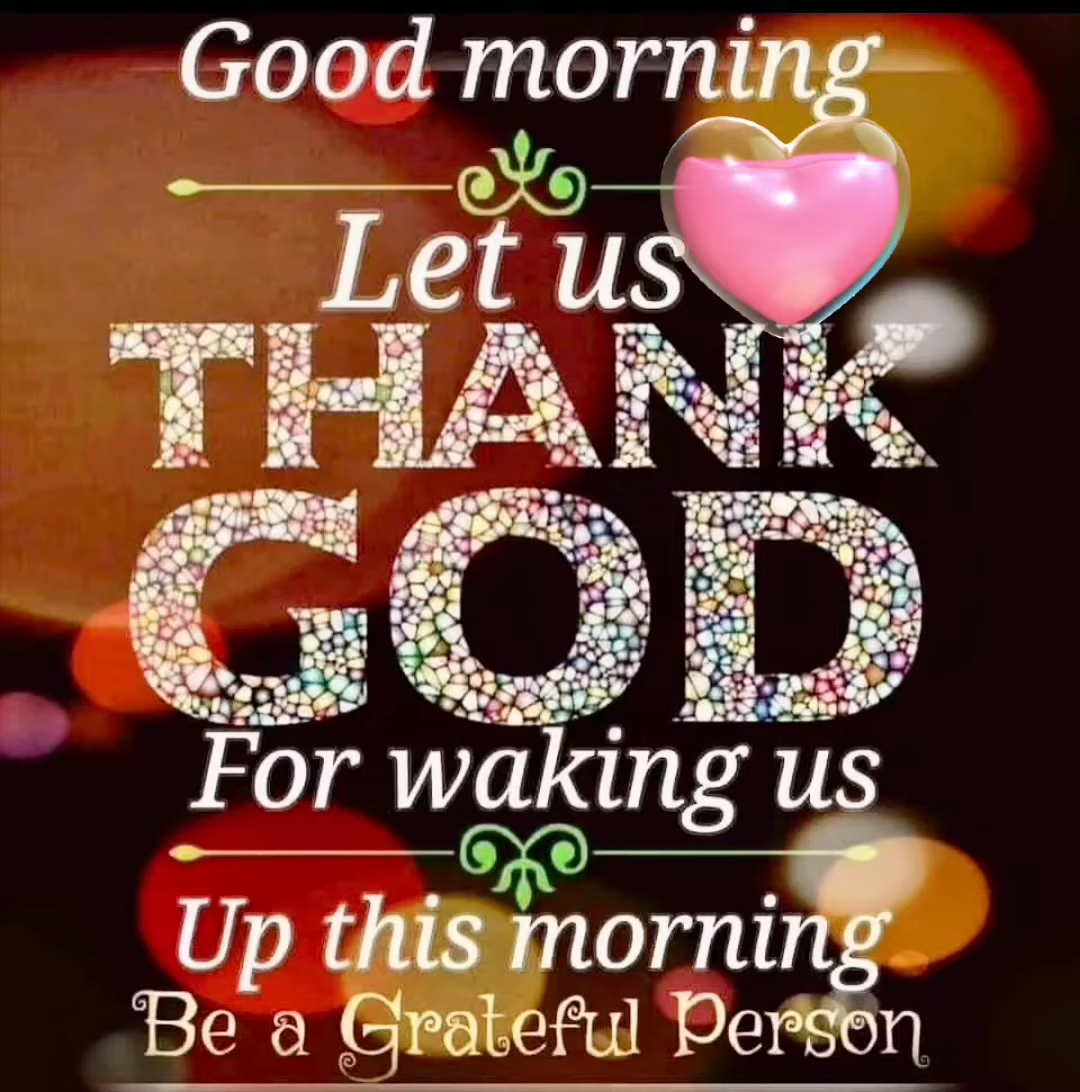 Good morning
Let us
THANK
GOD
For waking us
Up this morning
Be a Grateful Person